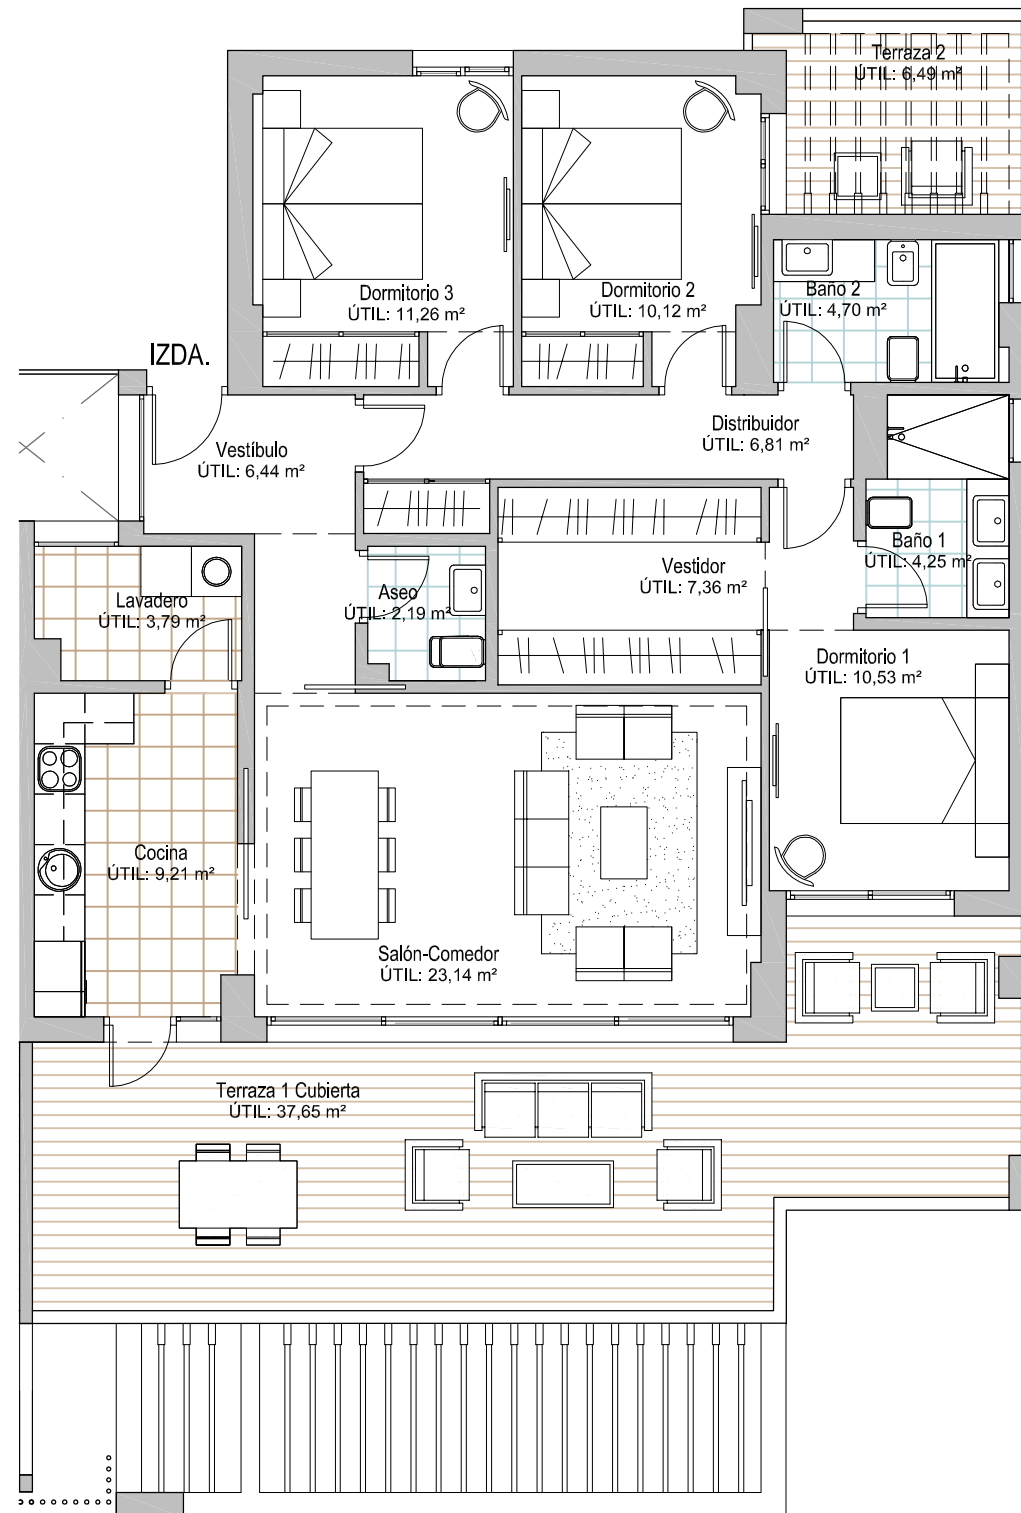 Terraza 2
ÚTIL: 6,49 m²
Dormitorio 3
ÚTIL: 11,26 m²
Dormitorio 2
ÚTIL: 10,12 m²
Baño 2
ÚTIL: 4,70 m²
IZDA.
Vestíbulo
ÚTIL: 6,44 m²
Distribuidor
ÚTIL: 6,81 m²
Baño 1
ÚTIL: 4,25 m²
Vestidor
ÚTIL: 7,36 m²
Aseo
ÚTIL: 2,19 m²
Lavadero
ÚTIL: 3,79 m²
Dormitorio 1
ÚTIL: 10,53 m²
Cocina
ÚTIL: 9,21 m²
Salón-Comedor
ÚTIL: 23,14 m²
Terraza 1 Cubierta
ÚTIL: 37,65 m²